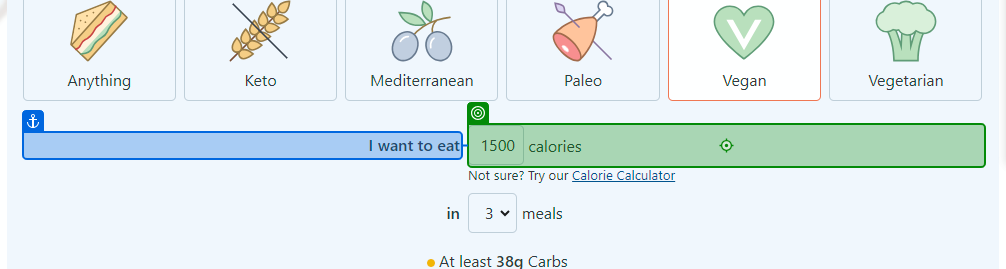 Anything Keto Mediterranean Paleo Vegan Vegetarian
I want to eat 1500 calories
Not sure? Try our Calorie Calculator
in 3 meals
At least 38g Carbs